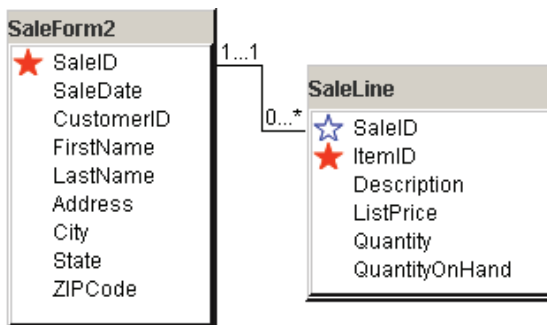 SaleForm2
SaleID
SaleDate
CustomerID
FirstName
LastName
Address
City
State
ZIPCode
1...1
0...*
SaleLine
SaleID
ItemID
Description
ListPrice
Quantity
QuantityOnHand